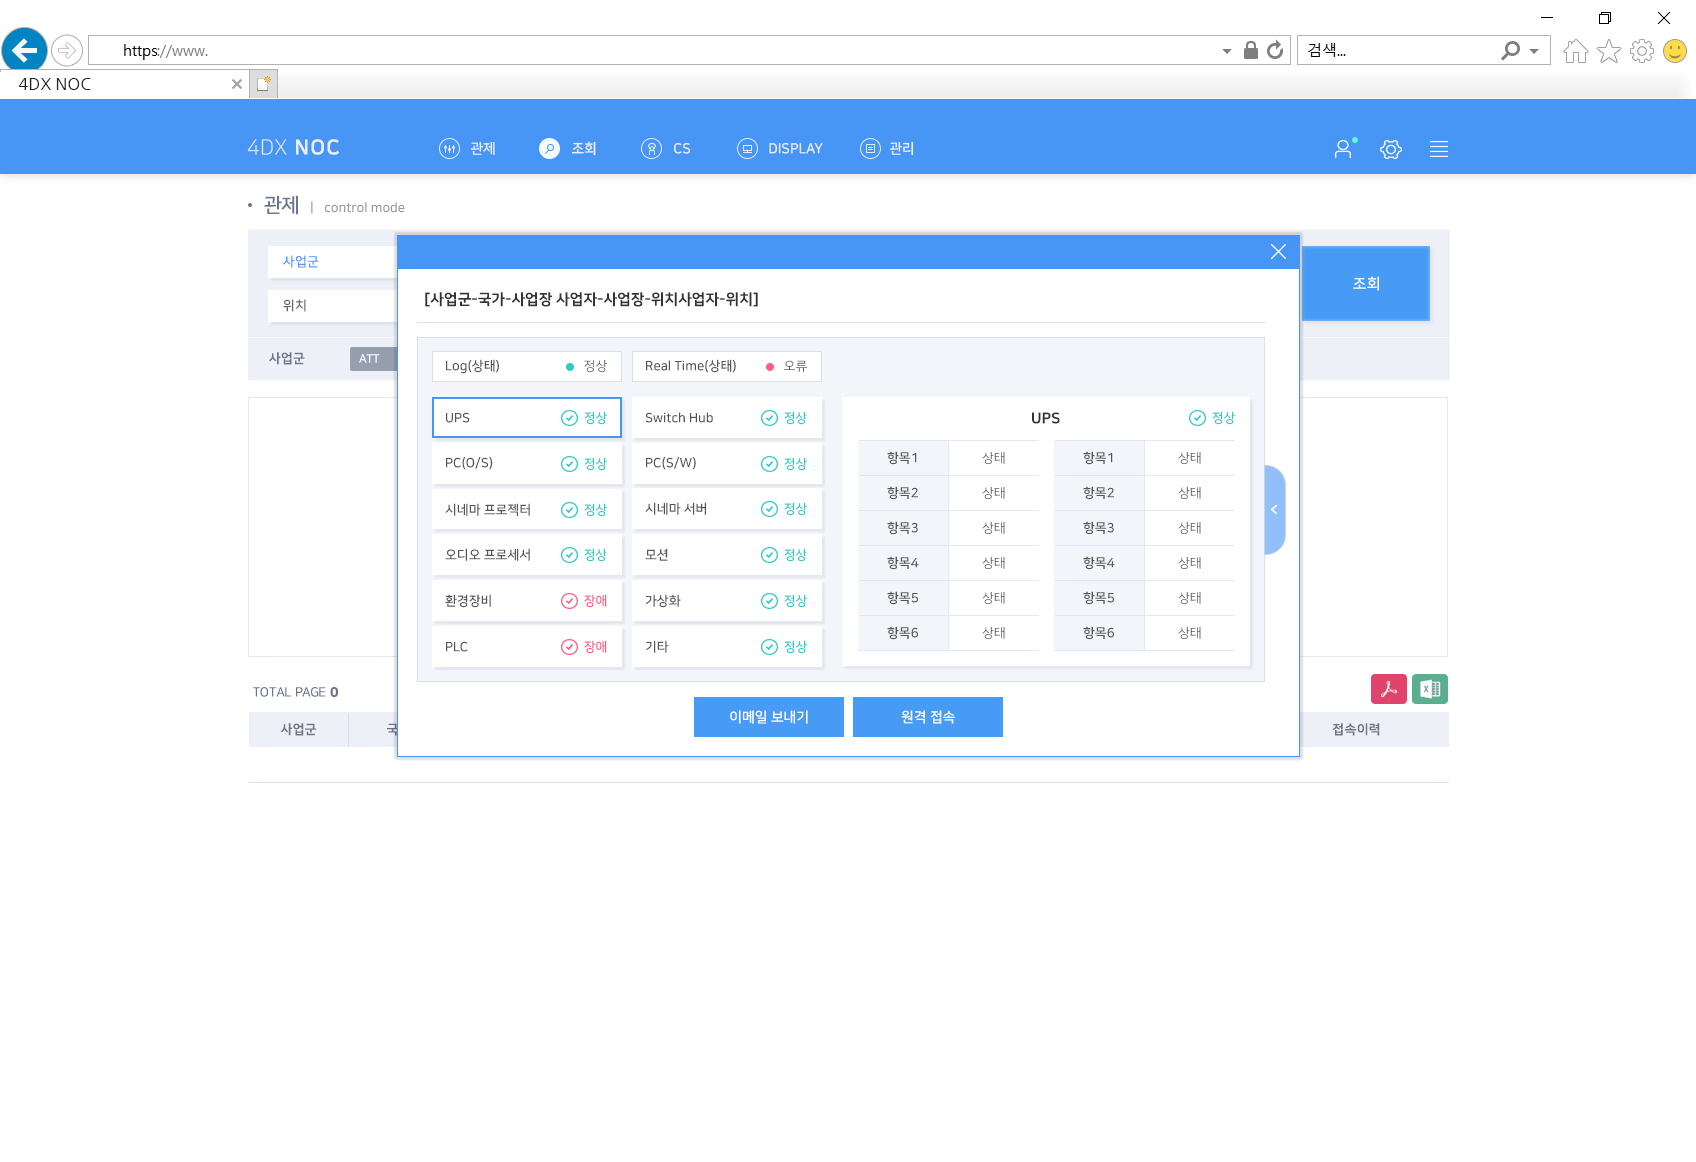 https://www.
검색...
4DX NOC
4DX NOC
관제
조회
CS
DISPLAY
관리
관제 | control mode
사업군
위치
조회
사업군
ATT
[사업군-국가-사업장 사업자-사업장-위치사업자-위치]
Log(상태) 정상
Real Time(상태) 오류
UPS 정상
Switch Hub 정상
PC(O/S) 정상
PC(S/W) 정상
시네마 프로젝터 정상
시네마 서버 정상
오디오 프로세서 정상
모션 정상
환경장비 장애
가상화 정상
PLC 장애
기타 정상
UPS 정상
항목1 상태 항목1 상태
항목2 상태 항목2 상태
항목3 상태 항목3 상태
항목4 상태 항목4 상태
항목5 상태 항목5 상태
항목6 상태 항목6 상태
이메일 보내기
원격 접속
TOTAL PAGE 0
사업군
국
접속이력